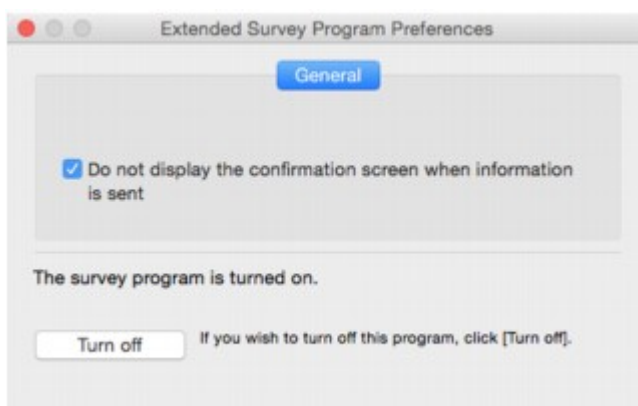 Extended Survey Program Preferences
General
Do not display the confirmation screen when information
is sent
The survey program is turned on.
Turn off
If you wish to turn off this program, click [Turn off].